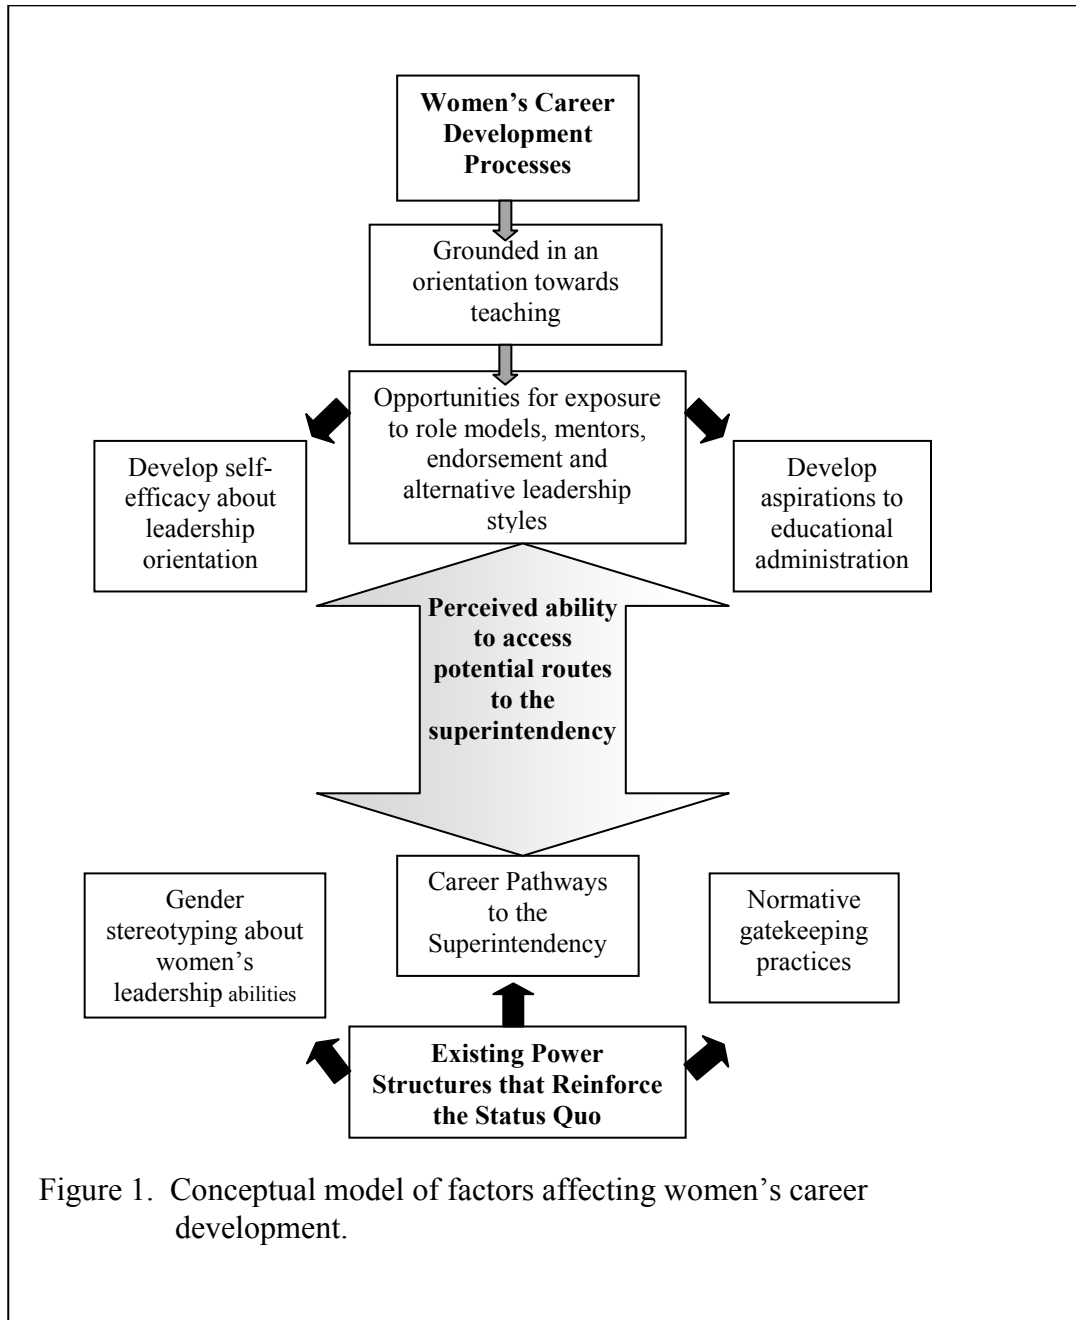 Women’s Career
Development
Processes
Grounded in an
orientation towards
teaching
Opportunities for exposure
to role models, mentors,
endorsement and
alternative leadership
styles
Develop self-
efficacy about
leadership
orientation
Develop
aspirations to
educational
administration
Perceived ability
to access
potential routes
to the
superintendency
Gender
stereotyping about
women’s
leadership abilities
Career Pathways
to the
Superintendency
Normative
gatekeeping
practices
Existing Power
Structures that Reinforce
the Status Quo
Figure 1. Conceptual model of factors affecting women’s career
development.